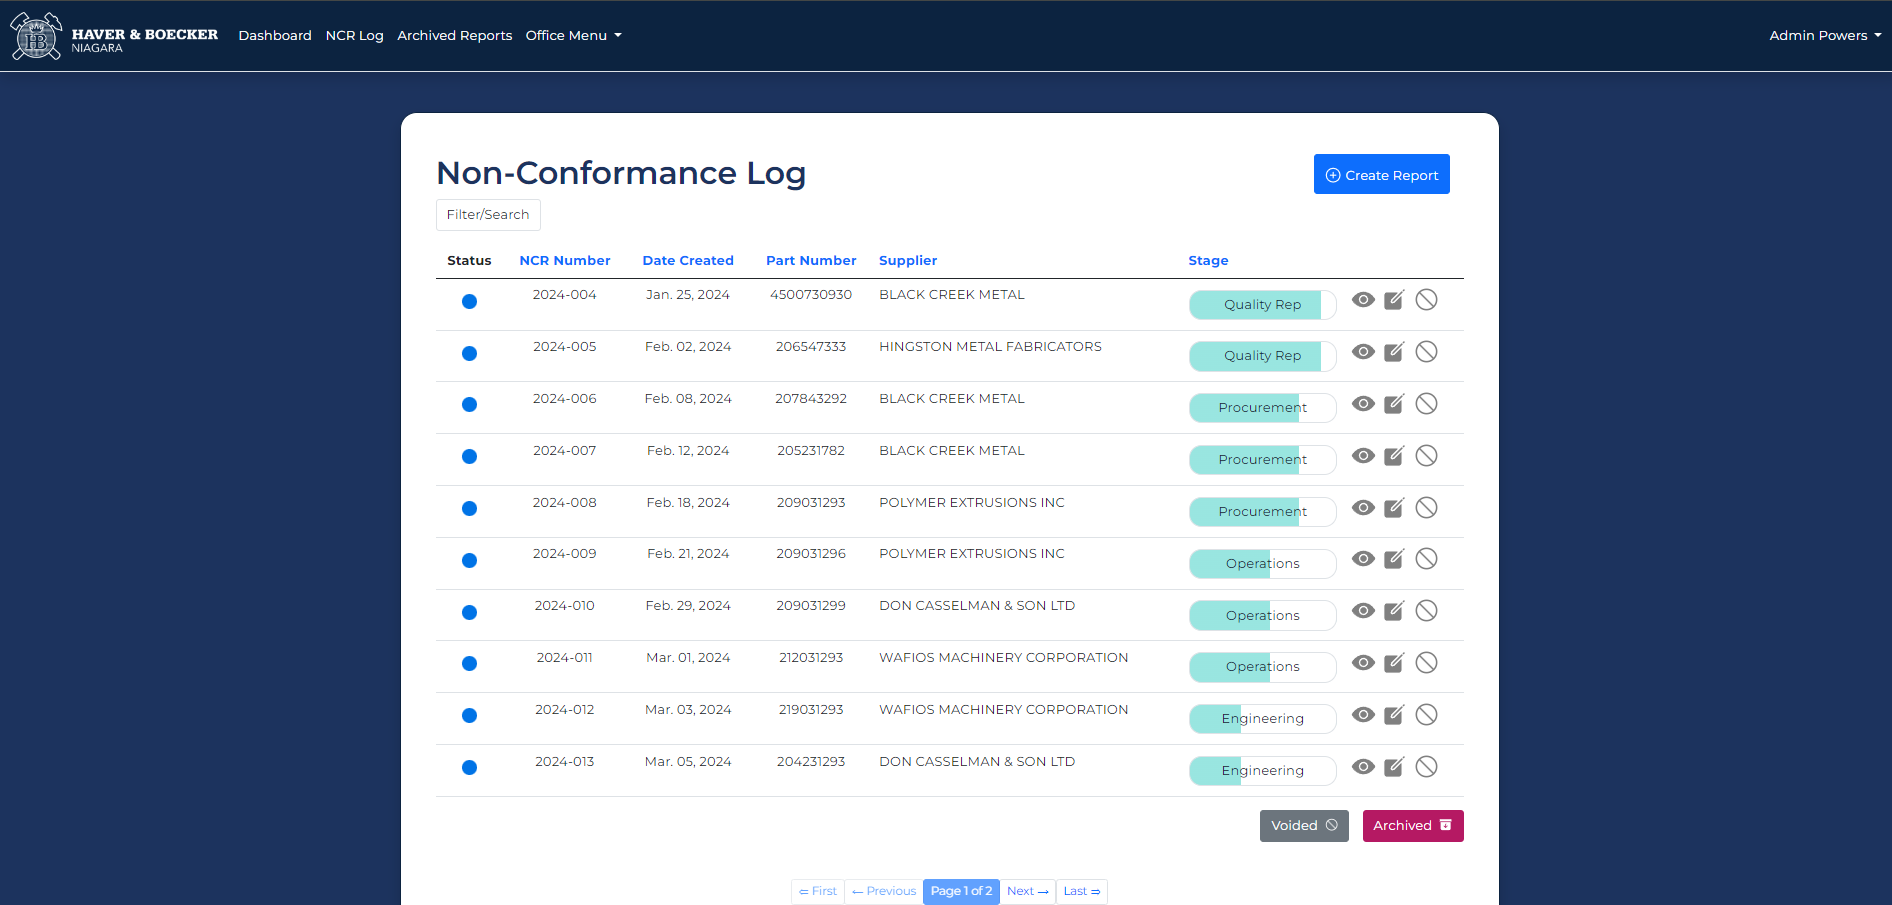 HAVER & BOECKER
NIAGARA
Dashboard NCR Log Archived Reports Office Menu Admin Powers
Non-Conformance Log
Create Report
Filter/Search
Status NCR Number Date Created Part Number Supplier Stage
2024-004 Jan. 25, 2024 4500730930 BLACK CREEK METAL Quality Rep
2024-005 Feb. 02, 2024 206547333 HINGSTON METAL FABRICATORS Quality Rep
2024-006 Feb. 08, 2024 207843292 BLACK CREEK METAL Procurement
2024-007 Feb. 12, 2024 205231782 BLACK CREEK METAL Procurement
2024-008 Feb. 18, 2024 209031293 POLYMER EXTRUSIONS INC Procurement
2024-009 Feb. 21, 2024 209031296 POLYMER EXTRUSIONS INC Operations
2024-010 Feb. 29, 2024 209031299 DON CASSELMAN & SON LTD Operations
2024-011 Mar. 01, 2024 212031293 WAFIOS MACHINERY CORPORATION Operations
2024-012 Mar. 03, 2024 219031293 WAFIOS MACHINERY CORPORATION Engineering
2024-013 Mar. 05, 2024 204231293 DON CASSELMAN & SON LTD Engineering
Voided Archived
⇐ First ← Previous Page 1 of 2 Next → Last ⇒